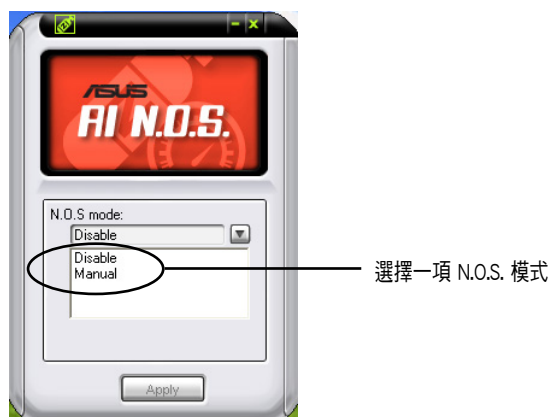 ASUS
AI N.O.S.
N.O.S mode:
Disable
Disable
Manual
選擇一項 N.O.S. 模式
Apply